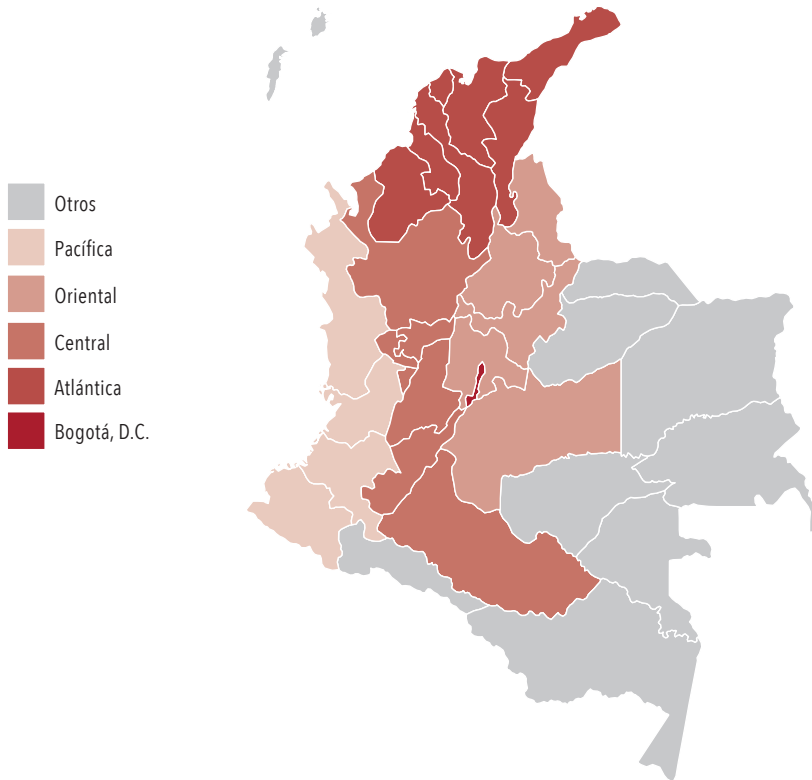 Otros
Pacífica
Oriental
Central
Atlántica
Bogotá, D.C.